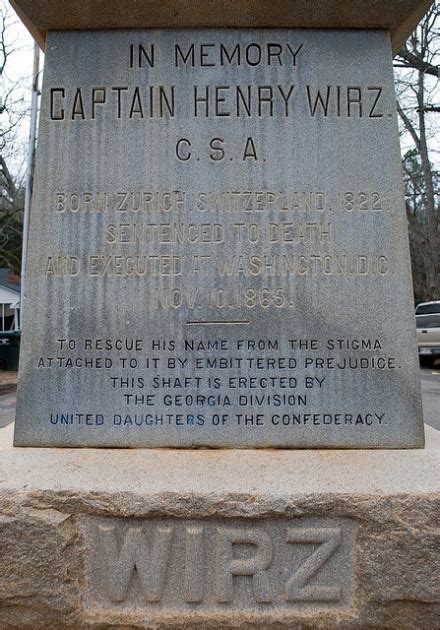 IN MEMORY
CAPTAIN HENRY WIRZ.
C.S.A.
BORN ZURICH SWITZERLAND, 1822
SENTENCED TO DEATH
AND EXECUTED AT WASHINGTON, D.C.
NOV. 10, 1865.
TO RESCUE HIS NAME FROM THE STIGMA
ATTACHED TO IT BY EMBITTERED PREJUDICE.
THIS SHAFT IS ERECTED BY
THE GEORGIA DIVISION
UNITED DAUGHTERS OF THE CONFEDERACY.
WIRZ